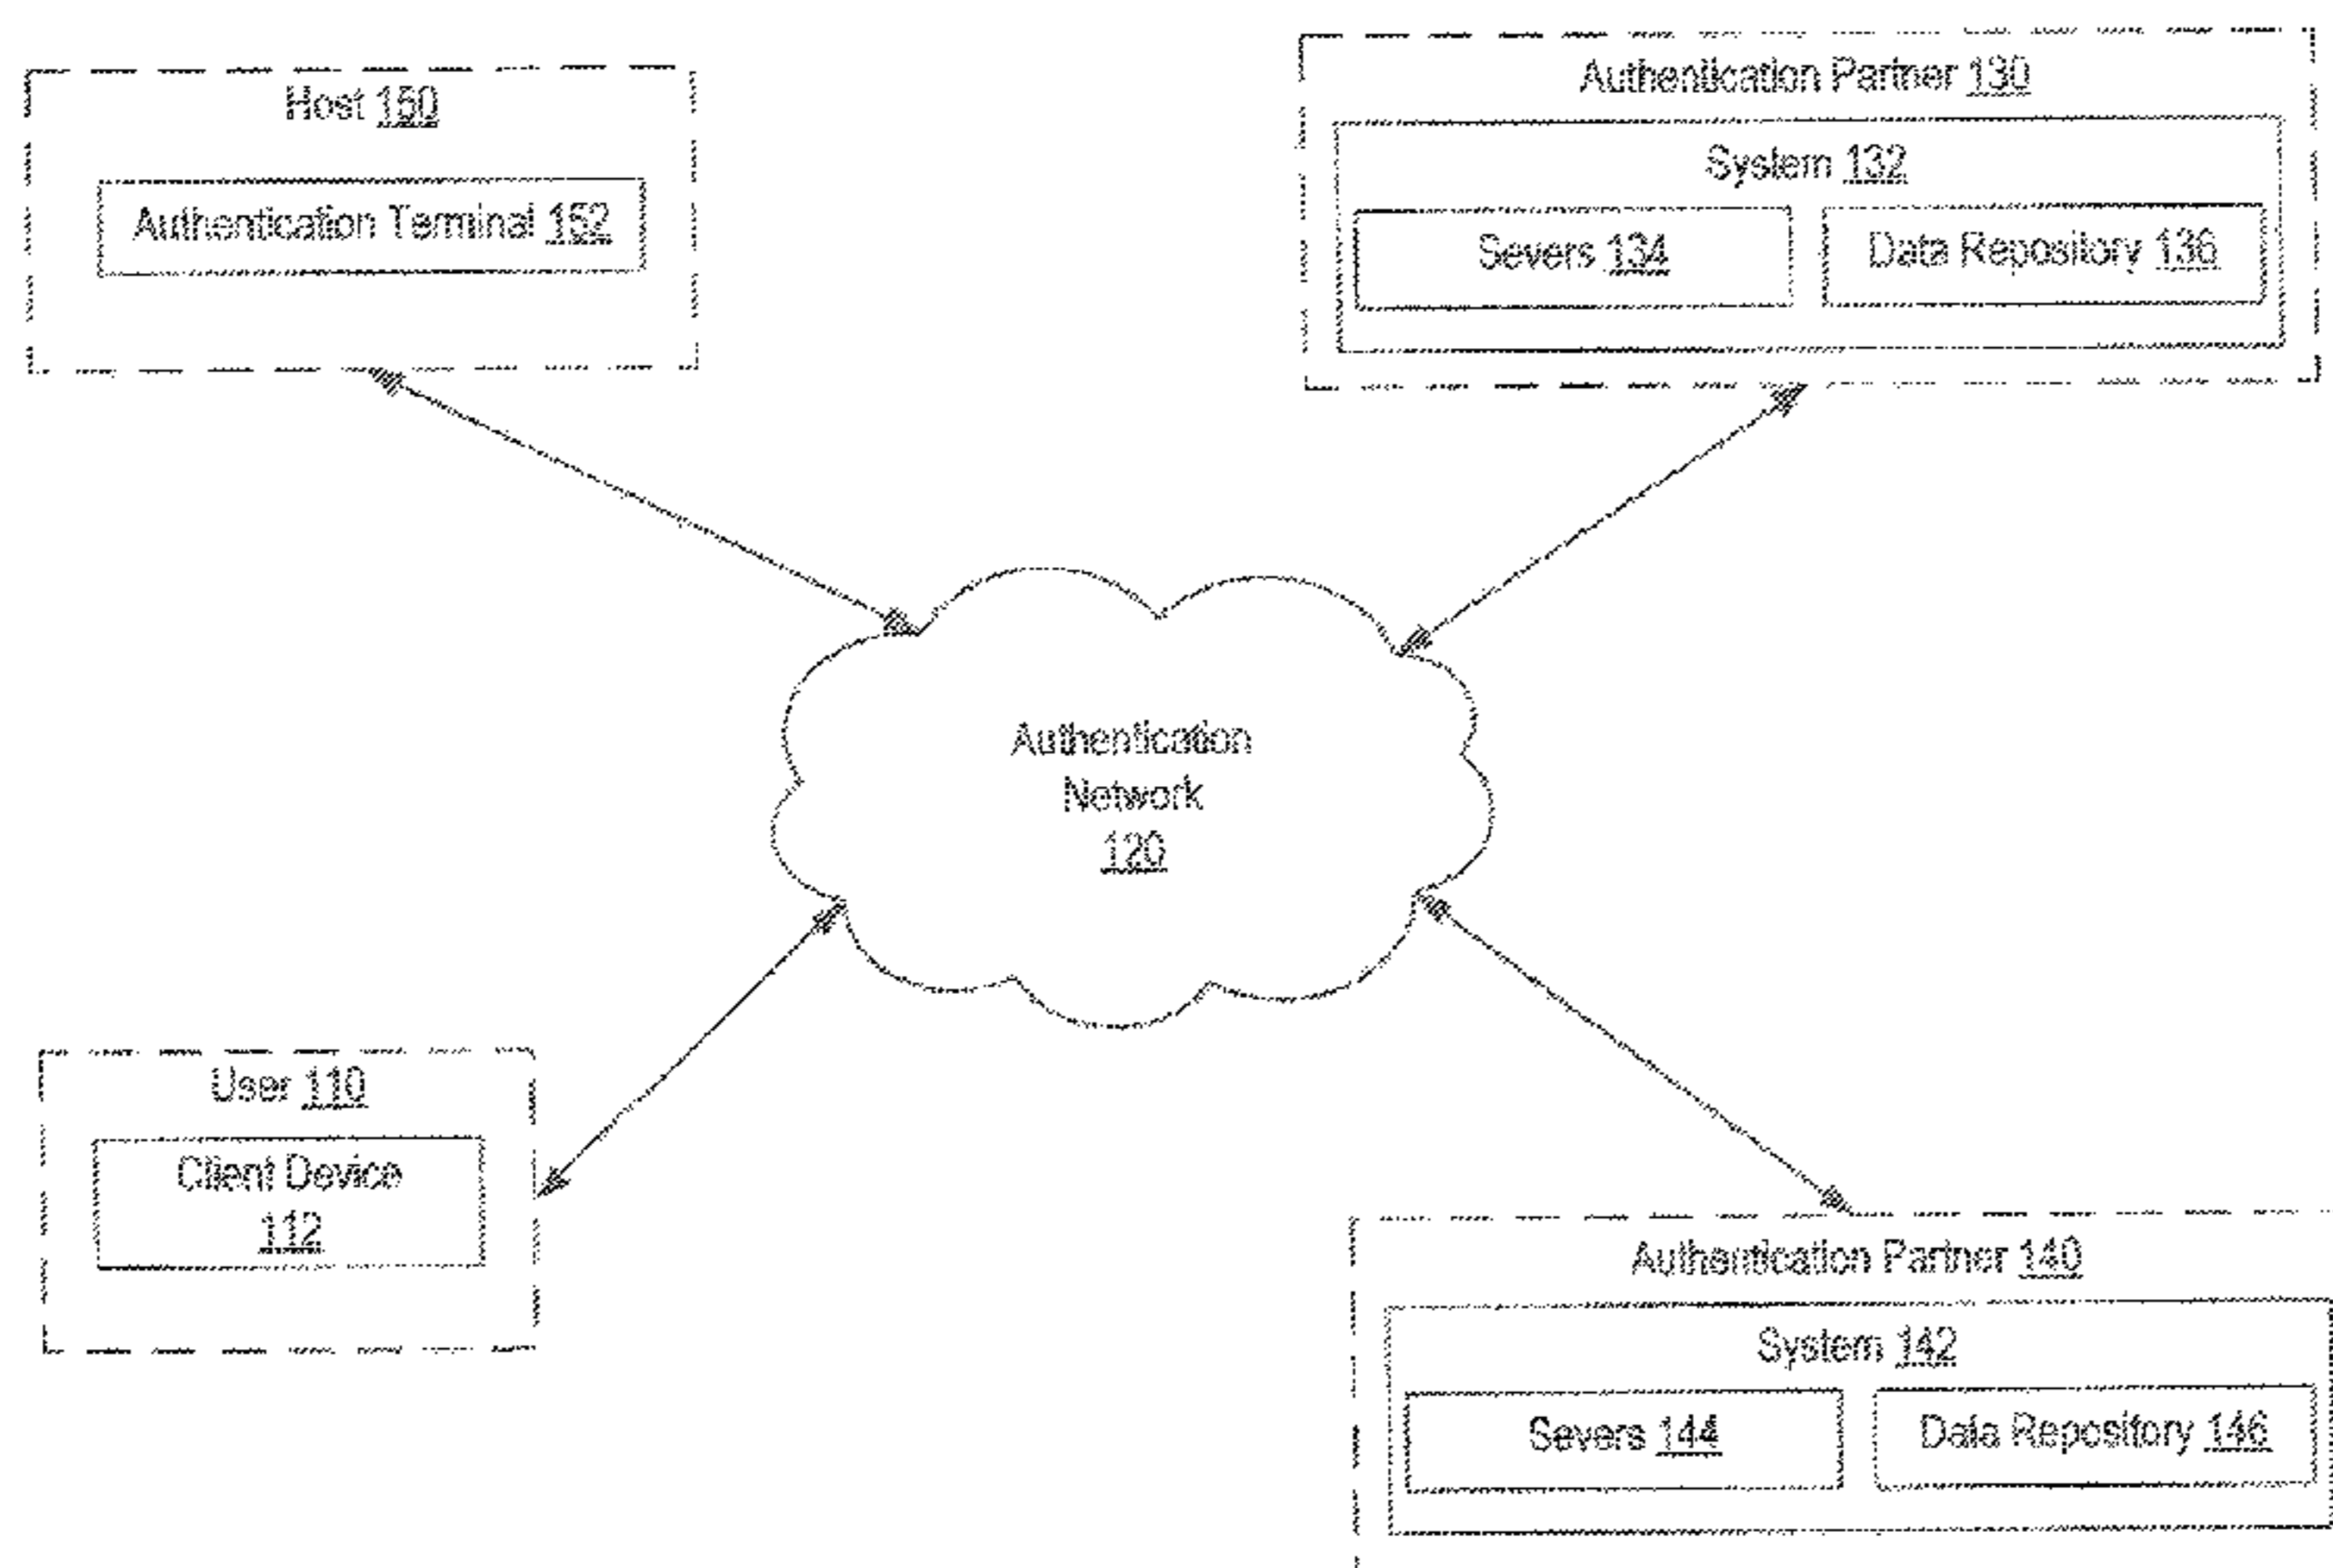 Host 150
Authentication Terminal 152
Authentication Partner 130
System 132
Severs 134
Data Repository 136
Authentication
Network
120
User 110
Client Device
112
Authentication Partner 140
System 142
Severs 144
Data Repository 146